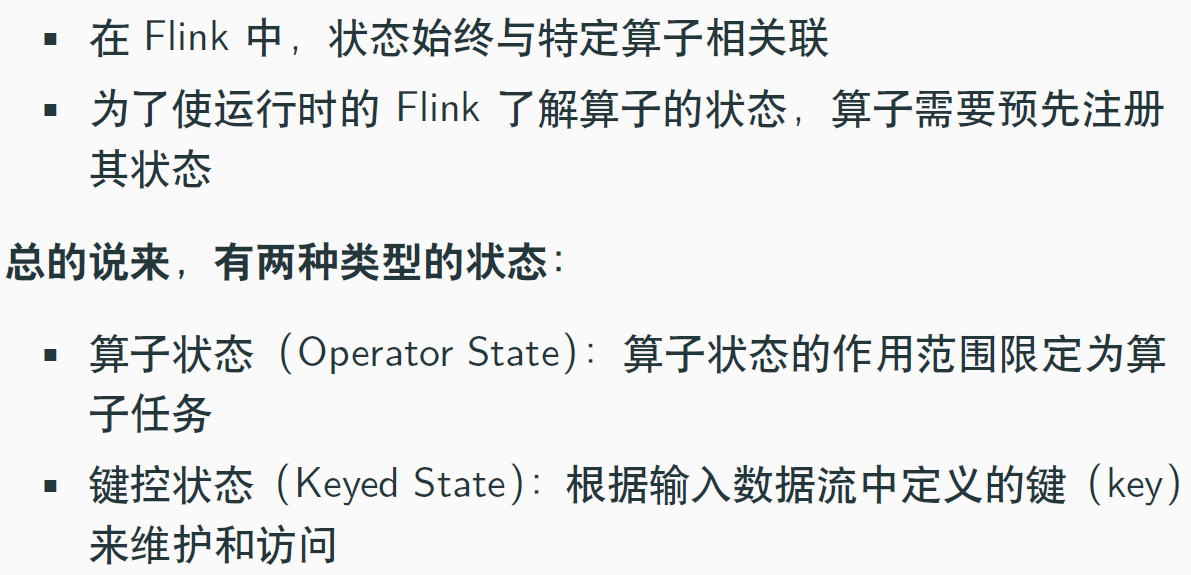 ▪ 在 Flink 中，状态始终与特定算子相关联
▪ 为了使运行时的 Flink 了解算子的状态，算子需要预先注册
其状态
总的说来，有两种类型的状态：
▪ 算子状态（Operator State）：算子状态的作用范围限定为算
子任务
▪ 键控状态（Keyed State）：根据输入数据流中定义的键（key）
来维护和访问